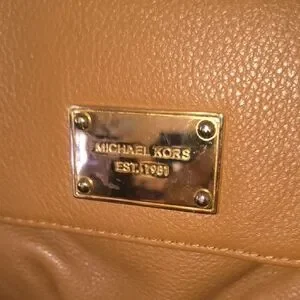 MICHAEL KORS
EST. 1981